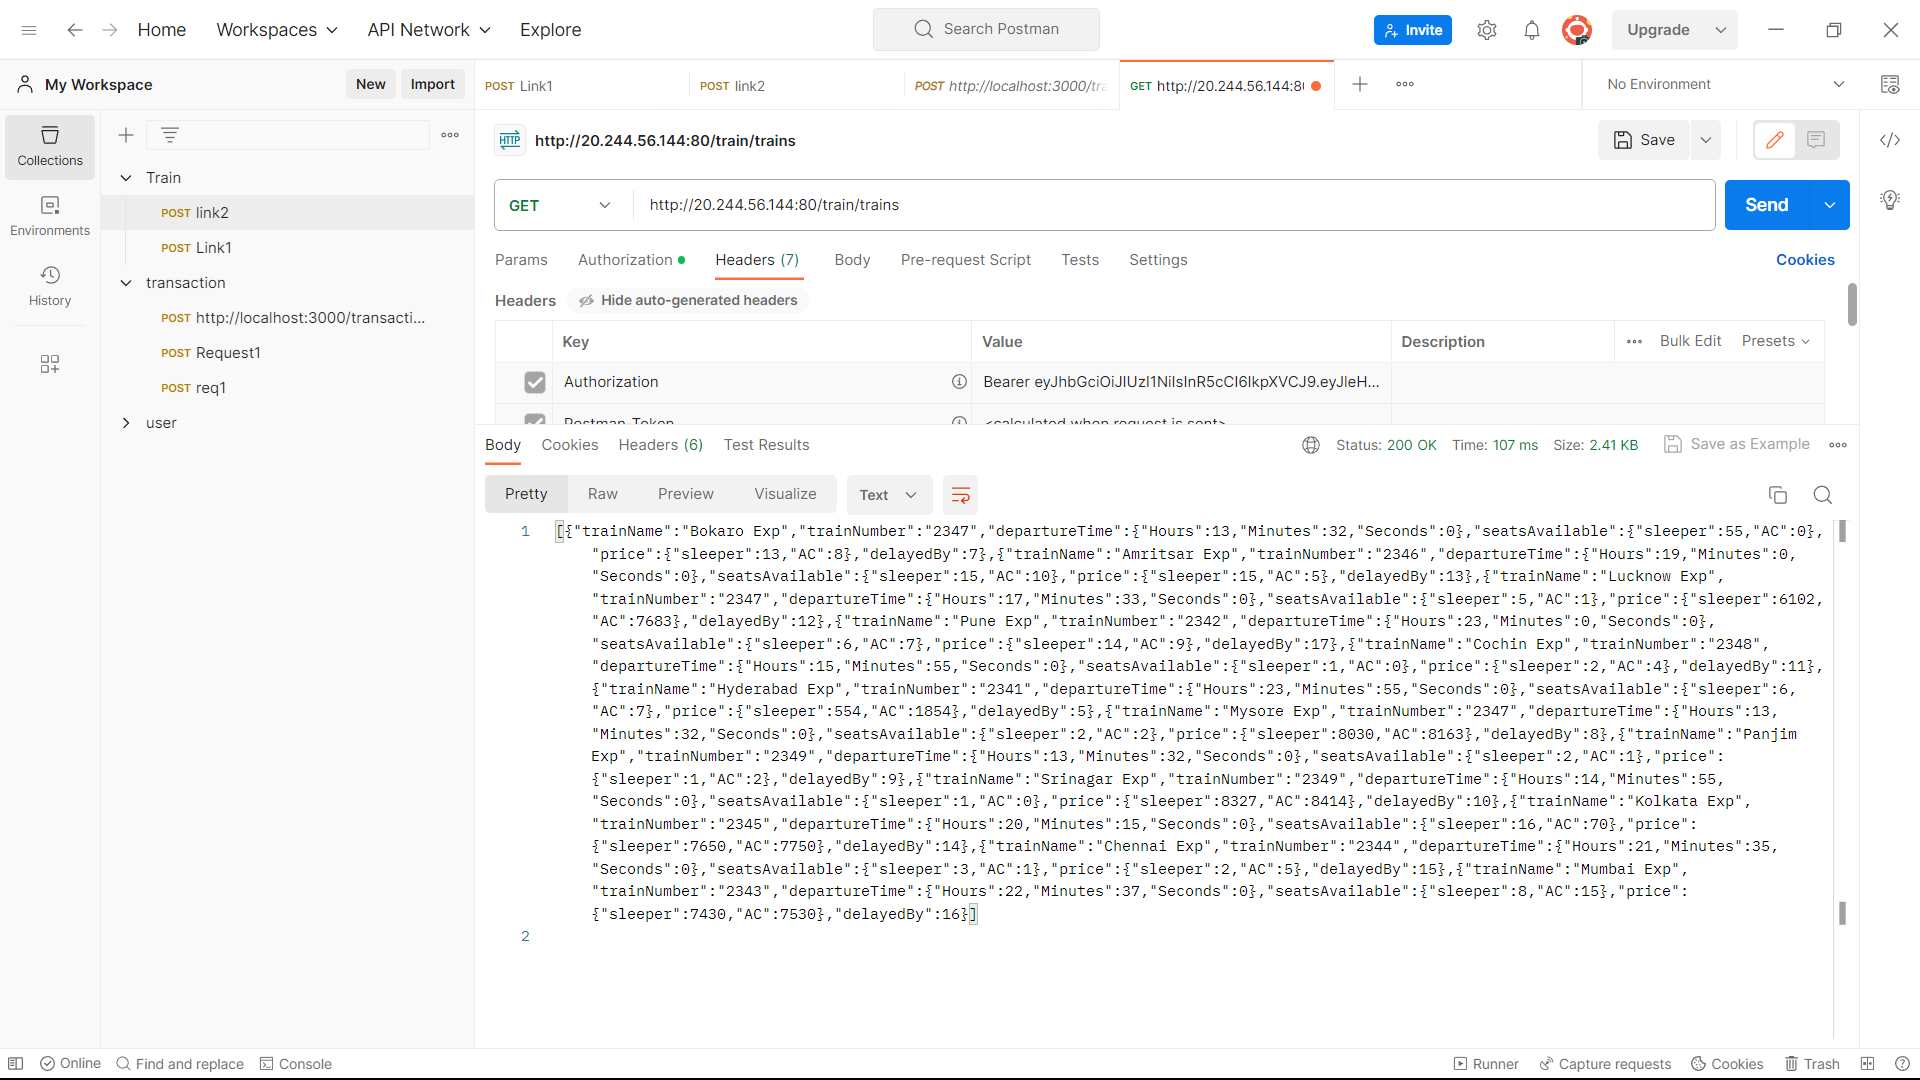 Home
Workspaces
API Network
Explore
Search Postman
Invite
Upgrade
My Workspace
New
Import
POST Link1
POST link2
POST http://localhost:3000/tra
GET http://20.244.56.144:8
No Environment
Collections
Environments
History
Train
POST link2
POST Link1
transaction
POST http://localhost:3000/transacti...
POST Request1
POST req1
user
HTTP
http://20.244.56.144:80/train/trains
Save
GET
http://20.244.56.144:80/train/trains
Send
Params
Authorization
Headers (7)
Body
Pre-request Script
Tests
Settings
Cookies
Headers
Hide auto-generated headers
Key
Value
Description
Bulk Edit
Presets
Authorization
Bearer eyJhbGciOiJIUzI1NiIsInR5cCI6IkpXVCJ9.eyJleH...
Postman-Token
<calculated when request is sent>
Body
Cookies
Headers (6)
Test Results
Status: 200 OK
Time: 107 ms
Size: 2.41 KB
Save as Example
Pretty
Raw
Preview
Visualize
Text
1
[{"trainName":"Bokaro Exp","trainNumber":"2347","departureTime":{"Hours":13,"Minutes":32,"Seconds":0},"seatsAvailable":{"sleeper":55,"AC":0},
"price":{"sleeper":13,"AC":8},"delayedBy":7},{"trainName":"Amritsar Exp","trainNumber":"2346","departureTime":{"Hours":19,"Minutes":0,
"Seconds":0},"seatsAvailable":{"sleeper":15,"AC":10},"price":{"sleeper":15,"AC":5},"delayedBy":13},{"trainName":"Lucknow Exp",
"trainNumber":"2347","departureTime":{"Hours":17,"Minutes":33,"Seconds":0},"seatsAvailable":{"sleeper":5,"AC":1},"price":{"sleeper":6102,
"AC":7683},"delayedBy":12},{"trainName":"Pune Exp","trainNumber":"2342","departureTime":{"Hours":23,"Minutes":0,"Seconds":0},
"seatsAvailable":{"sleeper":6,"AC":7},"price":{"sleeper":14,"AC":9},"delayedBy":17},{"trainName":"Cochin Exp","trainNumber":"2348",
"departureTime":{"Hours":15,"Minutes":55,"Seconds":0},"seatsAvailable":{"sleeper":1,"AC":0},"price":{"sleeper":2,"AC":4},"delayedBy":11},
{"trainName":"Hyderabad Exp","trainNumber":"2341","departureTime":{"Hours":23,"Minutes":55,"Seconds":0},"seatsAvailable":{"sleeper":6,
"AC":7},"price":{"sleeper":554,"AC":1854},"delayedBy":5},{"trainName":"Mysore Exp","trainNumber":"2347","departureTime":{"Hours":13,
"Minutes":32,"Seconds":0},"seatsAvailable":{"sleeper":2,"AC":2},"price":{"sleeper":8030,"AC":8163},"delayedBy":8},{"trainName":"Panjim
Exp","trainNumber":"2349","departureTime":{"Hours":13,"Minutes":32,"Seconds":0},"seatsAvailable":{"sleeper":2,"AC":1},"price":
{"sleeper":1,"AC":2},"delayedBy":9},{"trainName":"Srinagar Exp","trainNumber":"2349","departureTime":{"Hours":14,"Minutes":55,
"Seconds":0},"seatsAvailable":{"sleeper":1,"AC":0},"price":{"sleeper":8327,"AC":8414},"delayedBy":10},{"trainName":"Kolkata Exp",
"trainNumber":"2345","departureTime":{"Hours":20,"Minutes":15,"Seconds":0},"seatsAvailable":{"sleeper":16,"AC":70},"price":
{"sleeper":7650,"AC":7750},"delayedBy":14},{"trainName":"Chennai Exp","trainNumber":"2344","departureTime":{"Hours":21,"Minutes":35,
"Seconds":0},"seatsAvailable":{"sleeper":3,"AC":1},"price":{"sleeper":2,"AC":5},"delayedBy":15},{"trainName":"Mumbai Exp",
"trainNumber":"2343","departureTime":{"Hours":22,"Minutes":37,"Seconds":0},"seatsAvailable":{"sleeper":8,"AC":15},"price":
{"sleeper":7430,"AC":7530},"delayedBy":16}]
2
Online
Find and replace
Console
Runner
Capture requests
Cookies
Trash